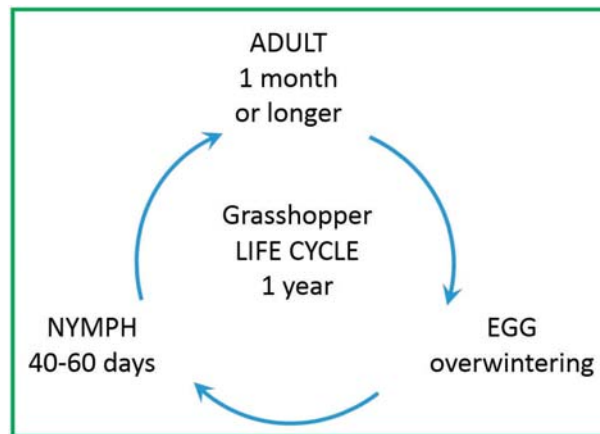 ADULT
1 month
or longer
Grasshopper
LIFE CYCLE
1 year
NYMPH
40-60 days
EGG
overwintering